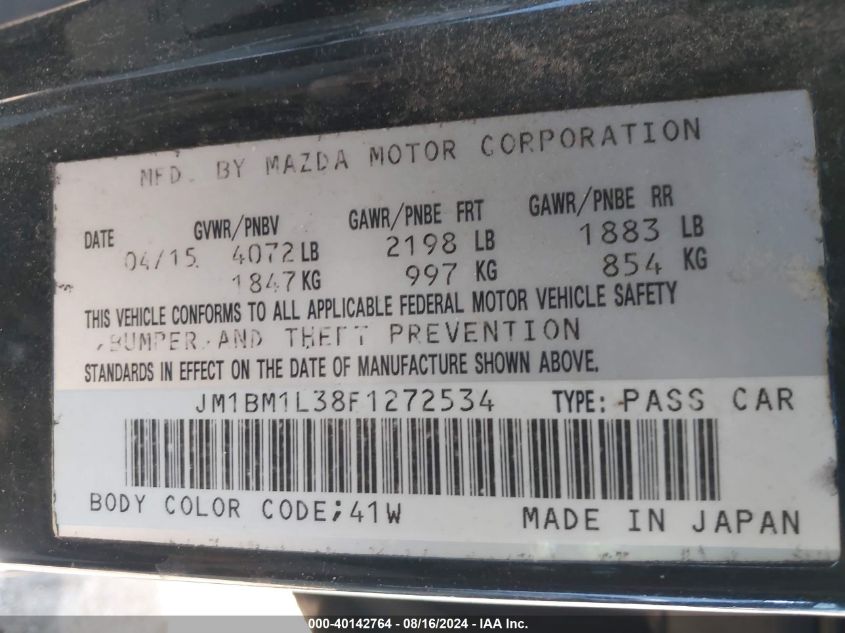 MFD. BY MAZDA MOTOR CORPORATION
DATE GVWR/PNBV GAWR/PNBE FRT GAWR/PNBE RR
04/15 4072 LB 2198 LB 1883 LB
1847 KG 997 KG 854 KG
THIS VEHICLE CONFORMS TO ALL APPLICABLE FEDERAL MOTOR VEHICLE SAFETY
,BUMPER,AND THEFT PREVENTION
STANDARDS IN EFFECT ON THE DATE OF MANUFACTURE SHOWN ABOVE.
JM1BM1L38F1272534 TYPE: PASS CAR
BODY COLOR CODE;41W MADE IN JAPAN
000-40142764 - 08/16/2024 - IAA Inc.